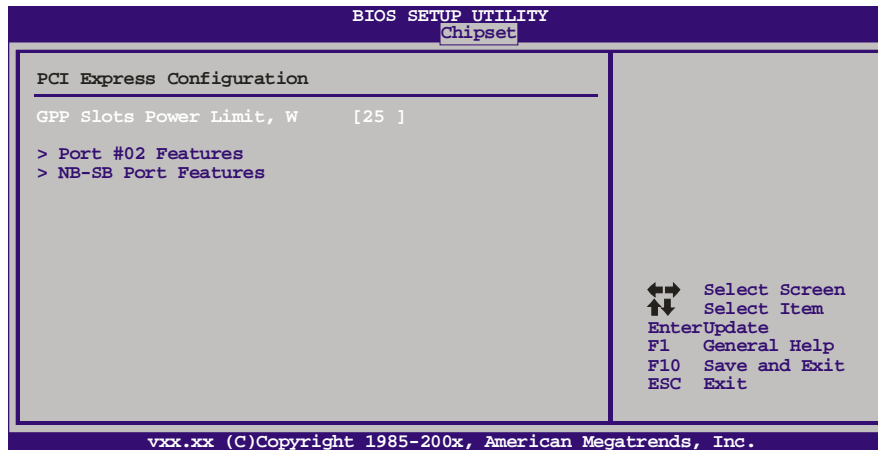 BIOS SETUP UTILITY
Chipset
PCI Express Configuration
GPP Slots Power Limit, W [25 ]
> Port #02 Features
> NB-SB Port Features
Select Screen
Select Item
EnterUpdate
F1 General Help
F10 Save and Exit
ESC Exit
vxx.xx (C)Copyright 1985-200x, American Megatrends, Inc.